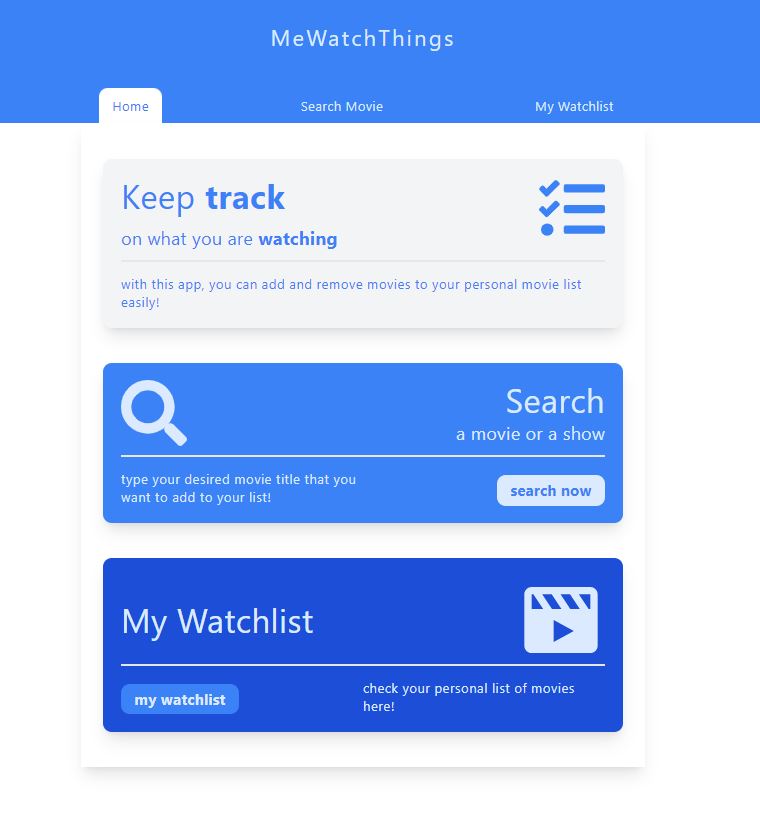 MeWatchThings
Home Search Movie My Watchlist
Keep track
on what you are watching
with this app, you can add and remove movies to your personal movie list
easily!
Search
a movie or a show
type your desired movie title that you
want to add to your list!
search now
My Watchlist
my watchlist
check your personal list of movies
here!